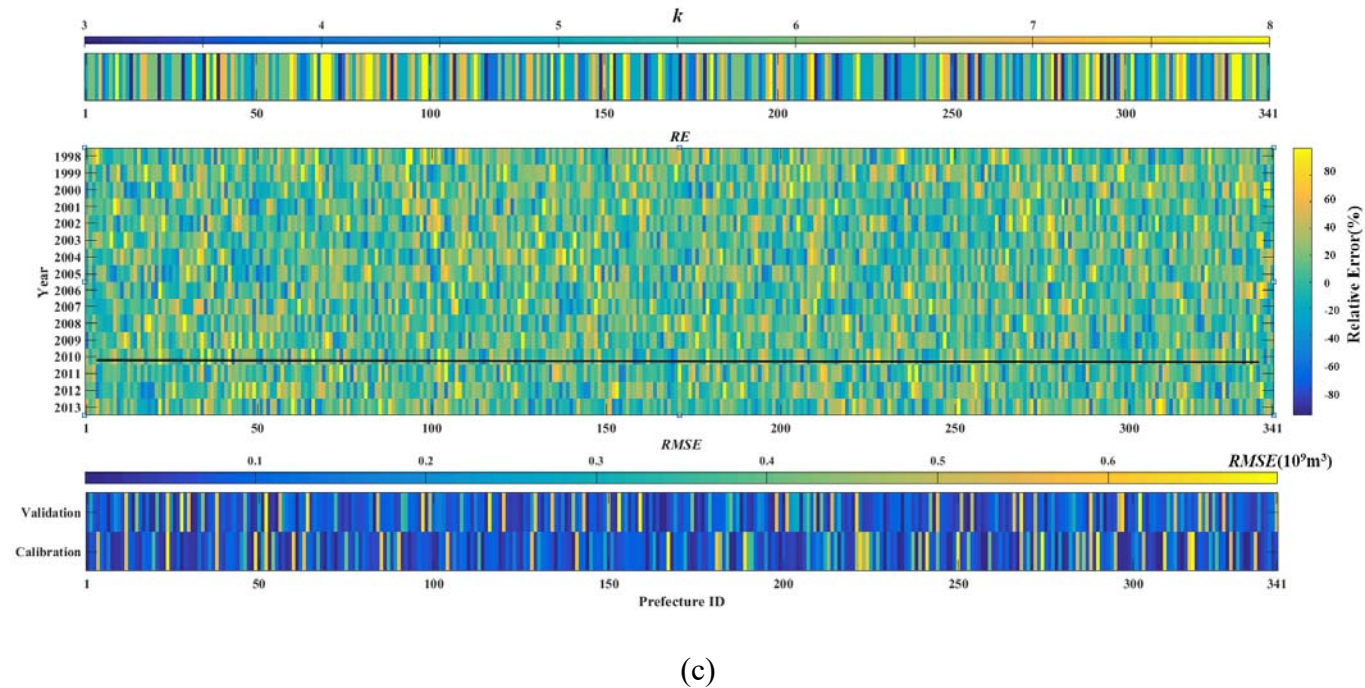 k
3 4 5 6 7 8
1 50 100 150 200 250 300 341
RE
1998
1999
2000
2001
2002
2003
2004
2005
2006
2007
2008
2009
2010
2011
2012
2013
Year
80
60
40
20
0
-20
-40
-60
-80
Relative Error(%)
1 50 100 150 200 250 300 341
RMSE
0.1 0.2 0.3 0.4 0.5 0.6 RMSE(10⁹m³)
Validation
Calibration
1 50 100 150 200 250 300 341
Prefecture ID
(c)